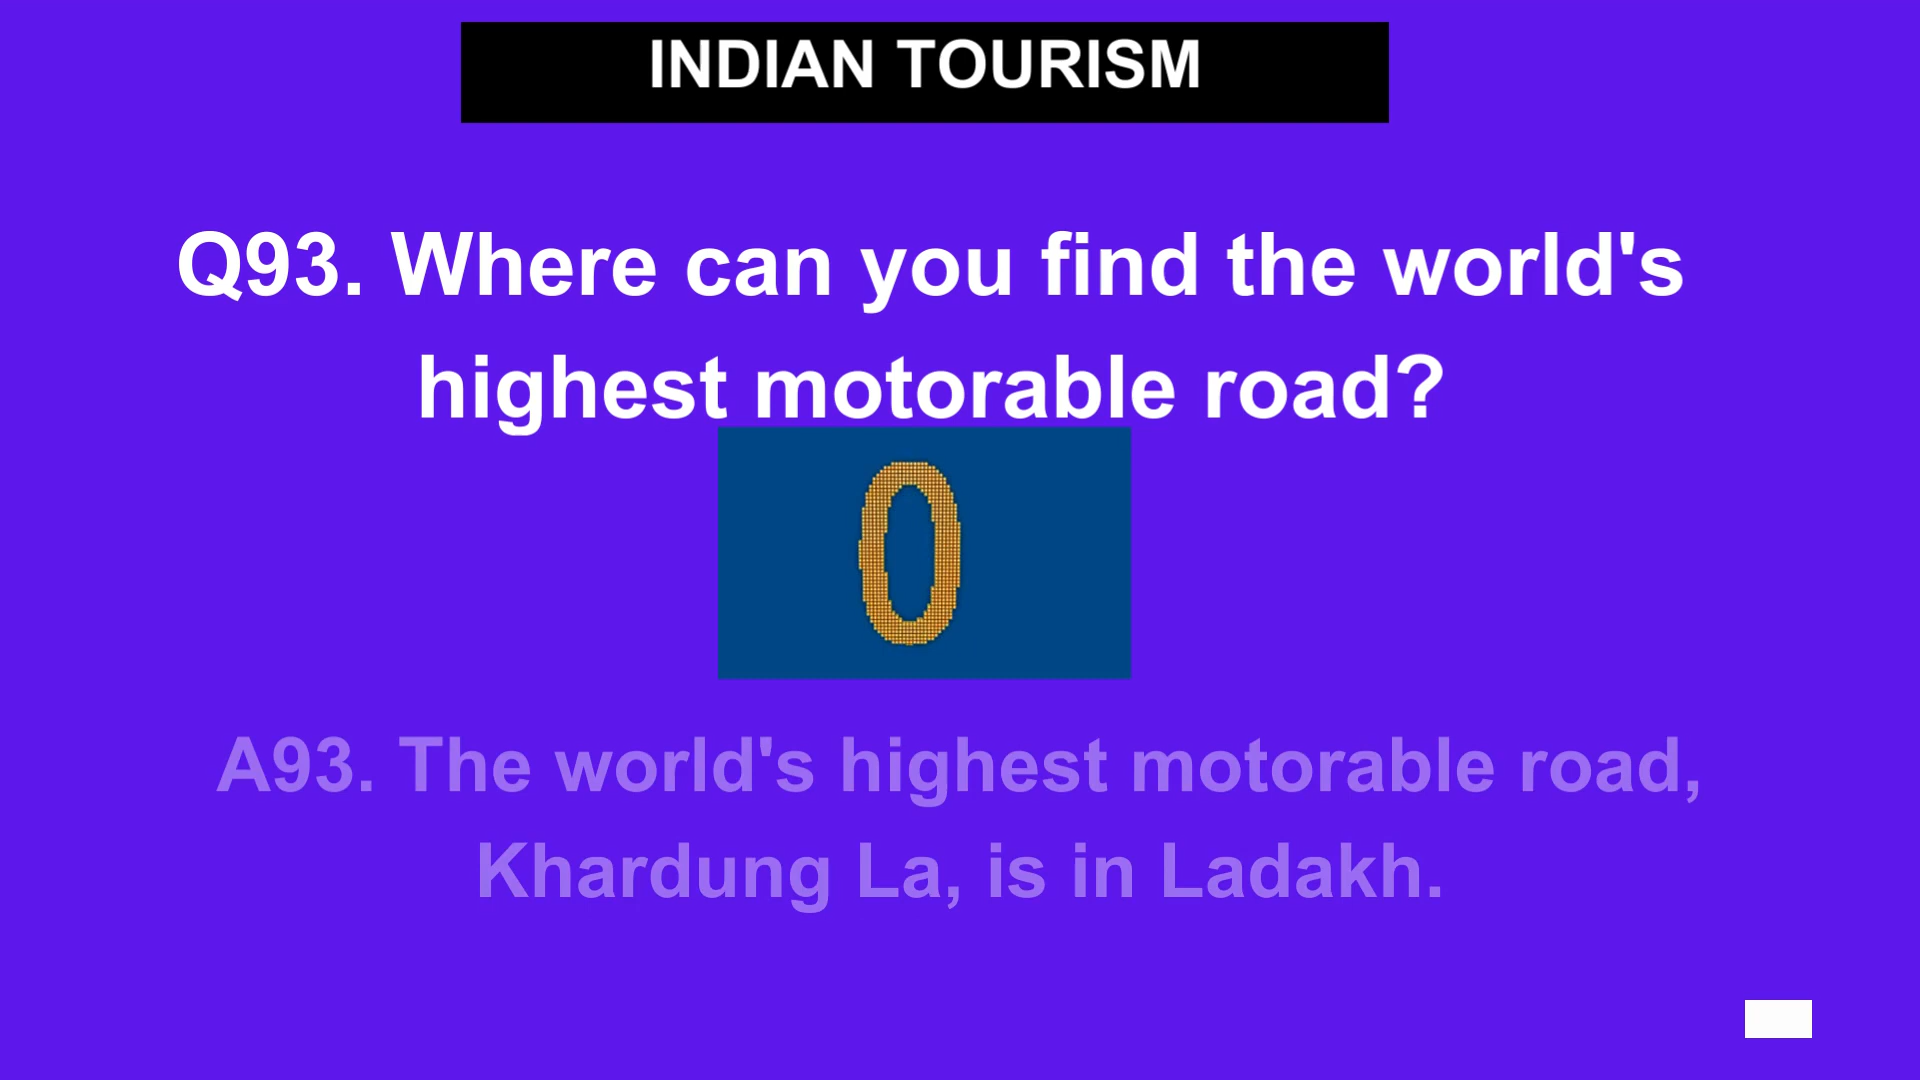 INDIAN TOURISM
Q93. Where can you find the world's
highest motorable road?
0
A93. The world's highest motorable road,
Khardung La, is in Ladakh.